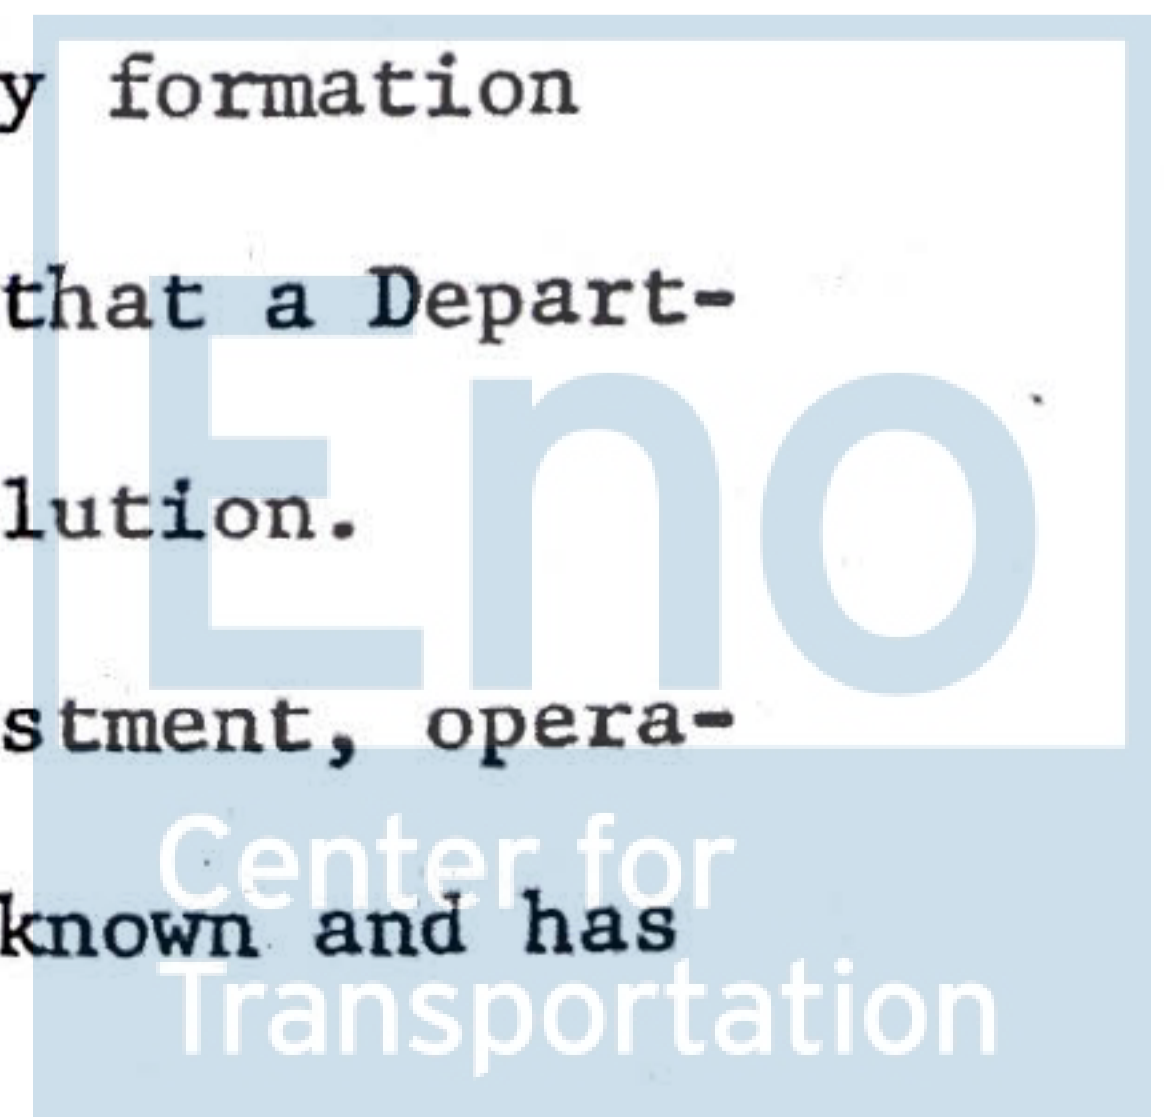 y formation
that a Depart-
lution.
stment, opera-
known and has
Eno
Center for
Transportation